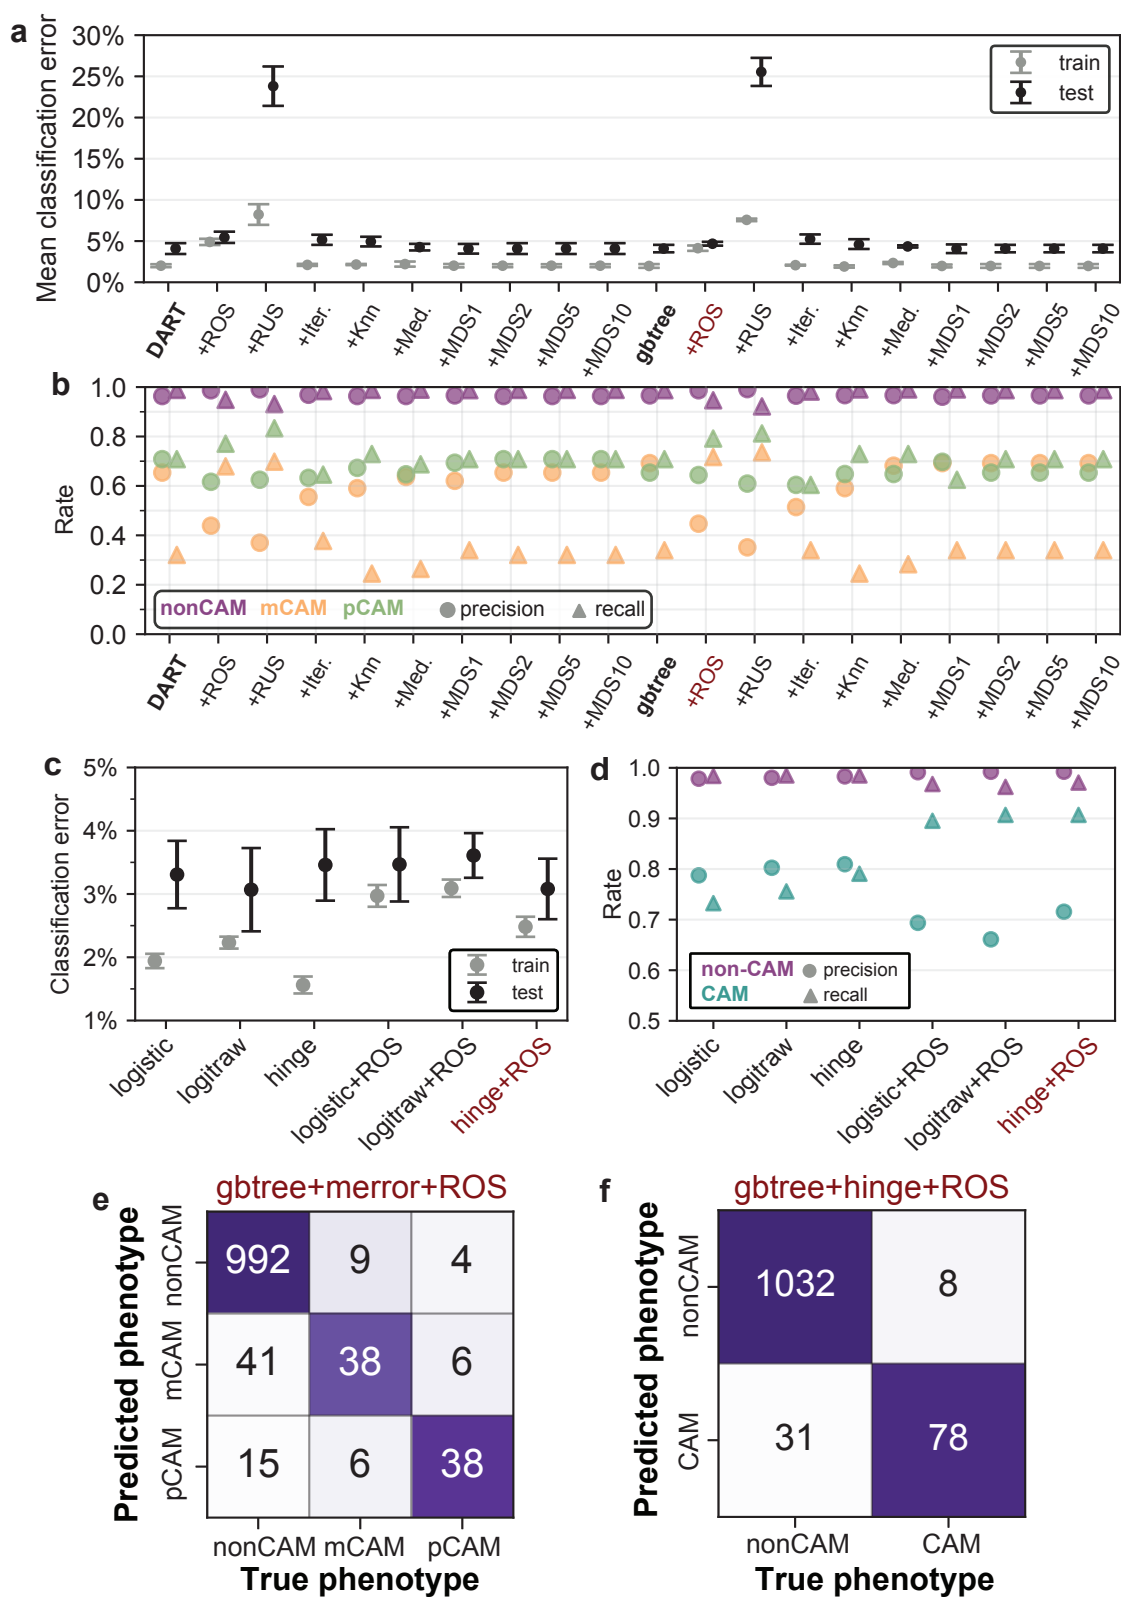 a
Mean classification error
30%
25%
20%
15%
10%
5%
0%
train
test
DART
+ROS
+RUS
+Iter.
+Knn
+Med.
+MDS1
+MDS2
+MDS5
+MDS10
gbtree
+ROS
+RUS
+Iter.
+Knn
+Med.
+MDS1
+MDS2
+MDS5
+MDS10
b
Rate
1.0
0.8
0.6
0.4
0.2
0.0
nonCAM mCAM pCAM precision recall
DART
+ROS
+RUS
+Iter.
+Knn
+Med.
+MDS1
+MDS2
+MDS5
+MDS10
gbtree
+ROS
+RUS
+Iter.
+Knn
+Med.
+MDS1
+MDS2
+MDS5
+MDS10
c
Classification error
5%
4%
3%
2%
1%
train
test
logistic
logitraw
hinge
logistic+ROS
logitraw+ROS
hinge+ROS
d
Rate
1.0
0.9
0.8
0.7
0.6
0.5
non-CAM precision
CAM recall
logistic
logitraw
hinge
logistic+ROS
logitraw+ROS
hinge+ROS
e
gbtree+merror+ROS
Predicted phenotype
nonCAM
mCAM
pCAM
992 9 4
41 38 6
15 6 38
nonCAM mCAM pCAM
True phenotype
f
gbtree+hinge+ROS
Predicted phenotype
nonCAM
CAM
1032 8
31 78
nonCAM CAM
True phenotype